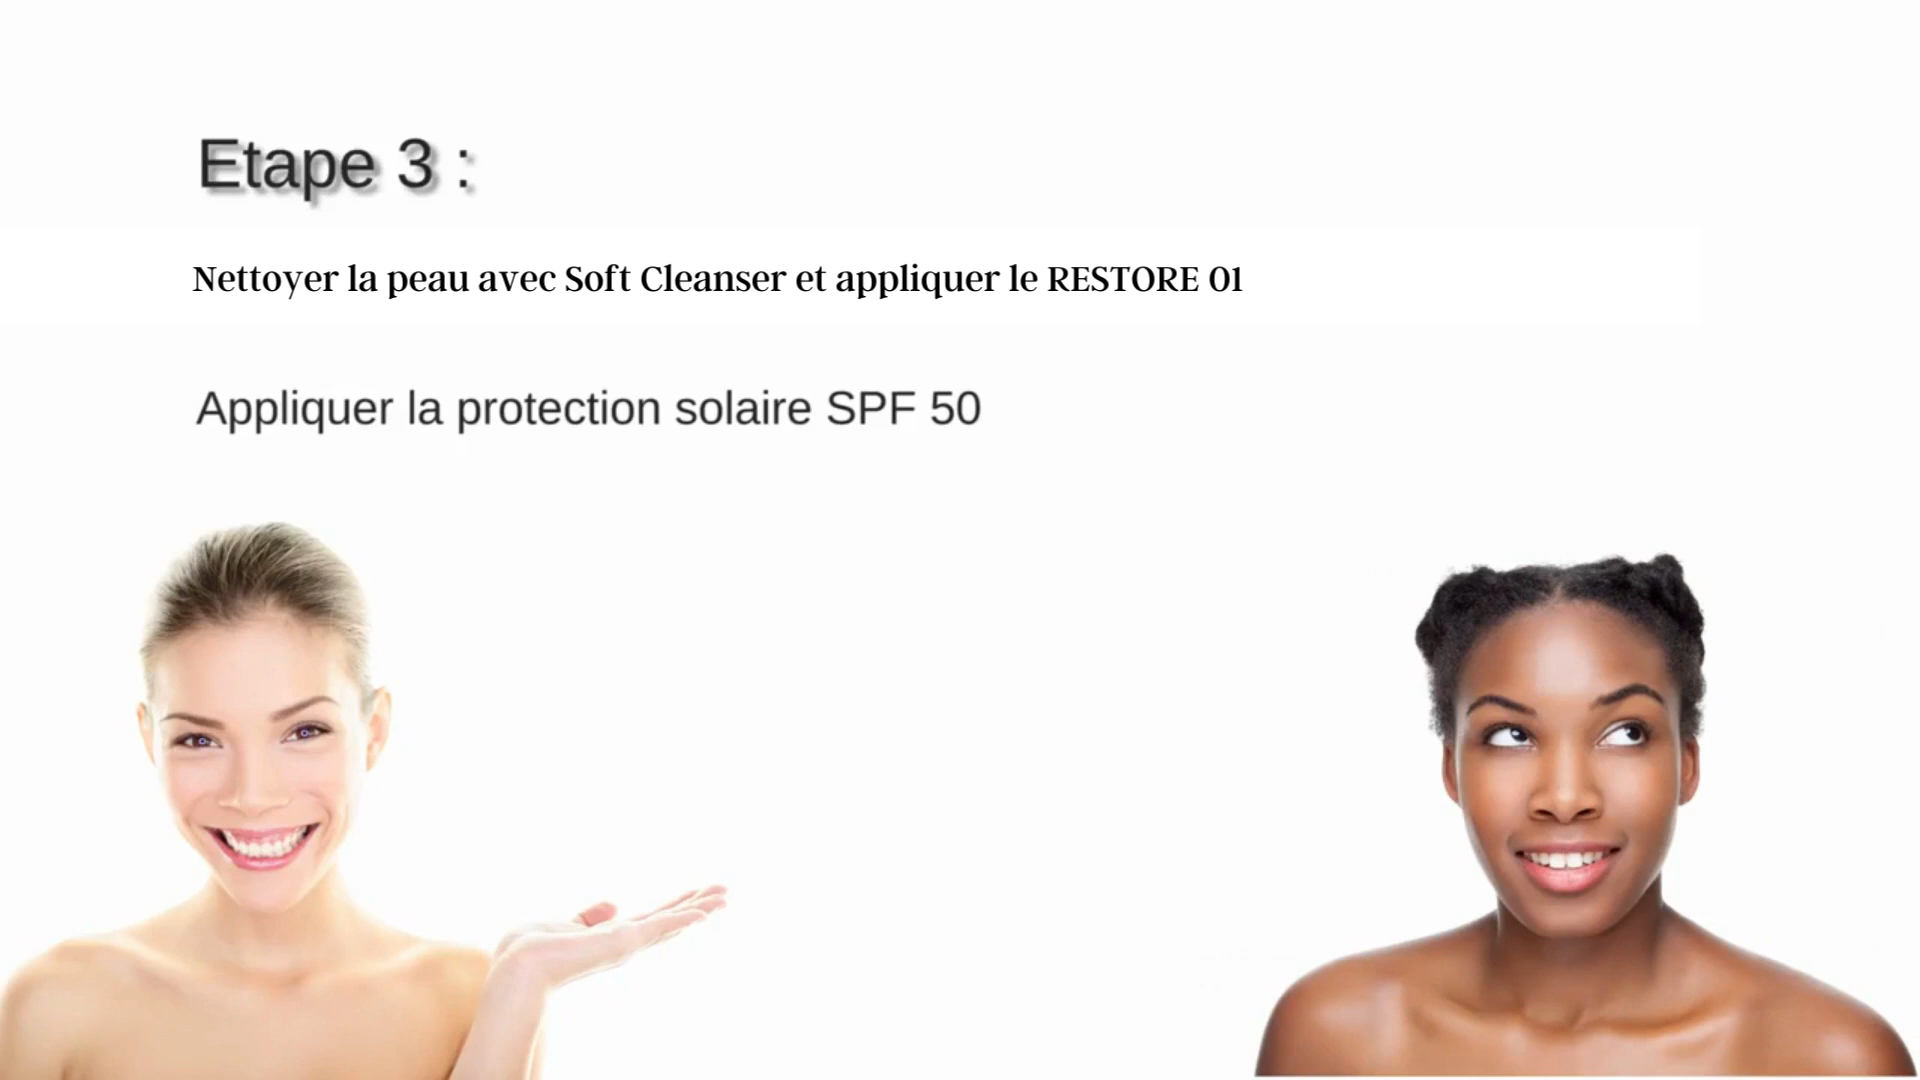 Etape 3 :
Nettoyer la peau avec Soft Cleanser et appliquer le RESTORE 01
Appliquer la protection solaire SPF 50